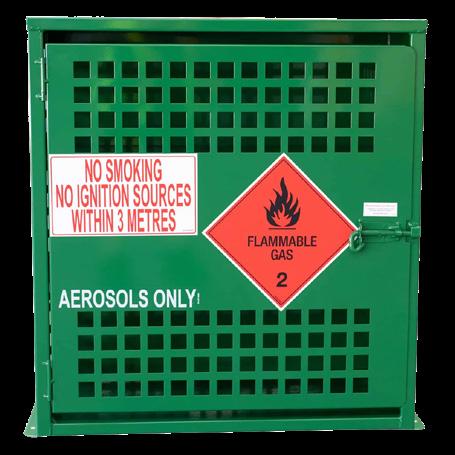 NO SMOKING
NO IGNITION SOURCES
WITHIN 3 METRES
FLAMMABLE
GAS
2
AEROSOLS ONLY